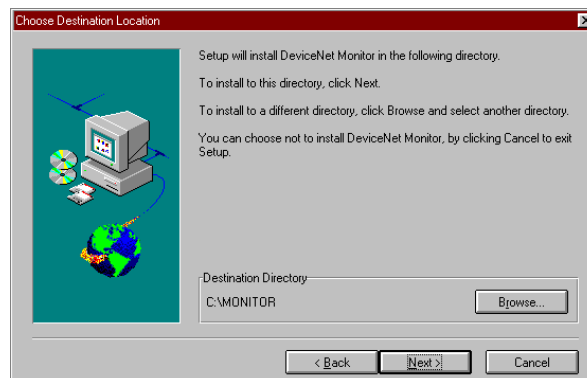 Choose Destination Location
Setup will install DeviceNet Monitor in the following directory.
To install to this directory, click Next.
To install to a different directory, click Browse and select another directory.
You can choose not to install DeviceNet Monitor, by clicking Cancel to exit
Setup.
Destination Directory
C:\MONITOR
Browse...
< Back
Next >
Cancel